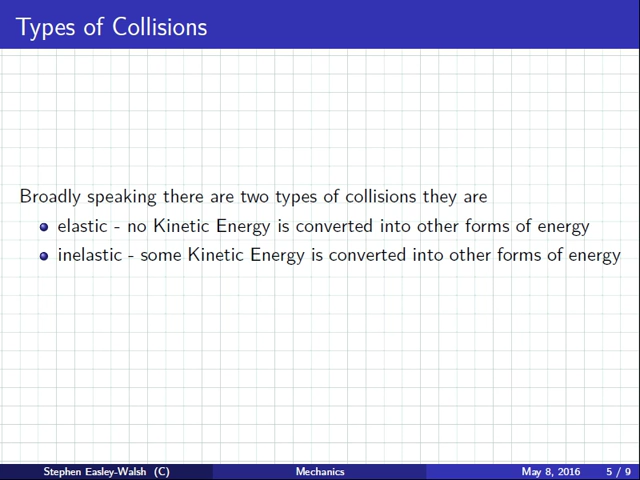 Types of Collisions
Broadly speaking there are two types of collisions they are
elastic - no Kinetic Energy is converted into other forms of energy
inelastic - some Kinetic Energy is converted into other forms of energy
Stephen Easley-Walsh (C) Mechanics May 8, 2016 5 / 9